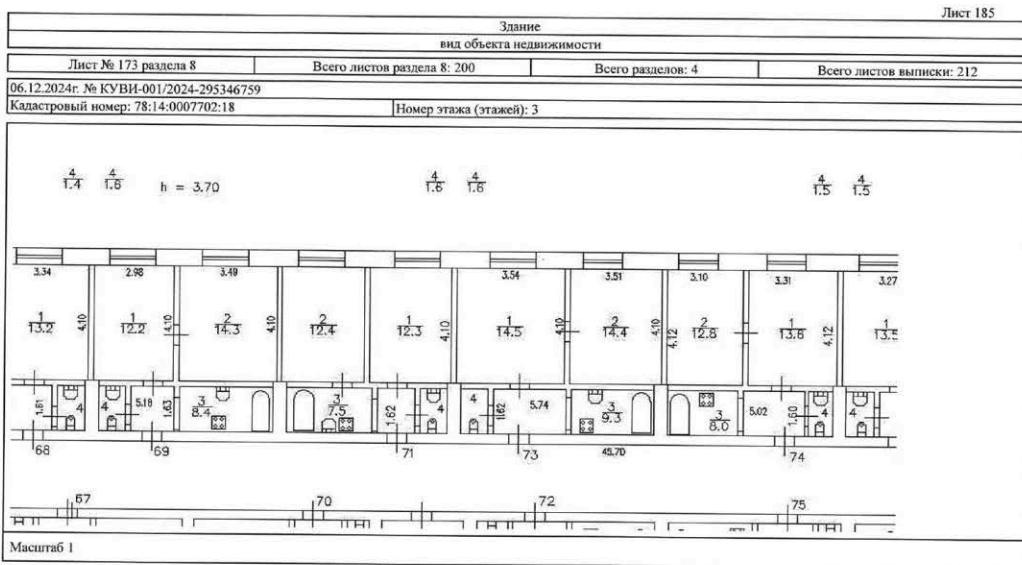 Лист 185
Здание
вид объекта недвижимости
Лист № 173 раздела 8 Всего листов раздела 8: 200 Всего разделов: 4 Всего листов выписки: 212
06.12.2024г. № КУВИ-001/2024-295346759
Кадастровый номер: 78:14:0007702:18 Номер этажа (этажей): 3
4 4 4 4 4 4
1.4 1.6 h = 3.70 1.6 1.6 1.5 1.5
3.34 2.98 3.49 3.54 3.51 3.10 3.31 3.27
1 1 2 2 1 1 2 2 1 1
13.2 4.10 12.2 4.10 14.3 4.10 12.4 12.3 4.10 14.5 4.10 14.4 4.10 4.12 12.8 13.6 4.12
1.81 4 4 5.18 1.63 3 3 1.62 4 4 1.62 5.74 3 3 5.02 1.60 4 4
8.4 7.5 9.3 8.0
68 69 71 73 45.70 74
67 70 72 75
Масштаб 1